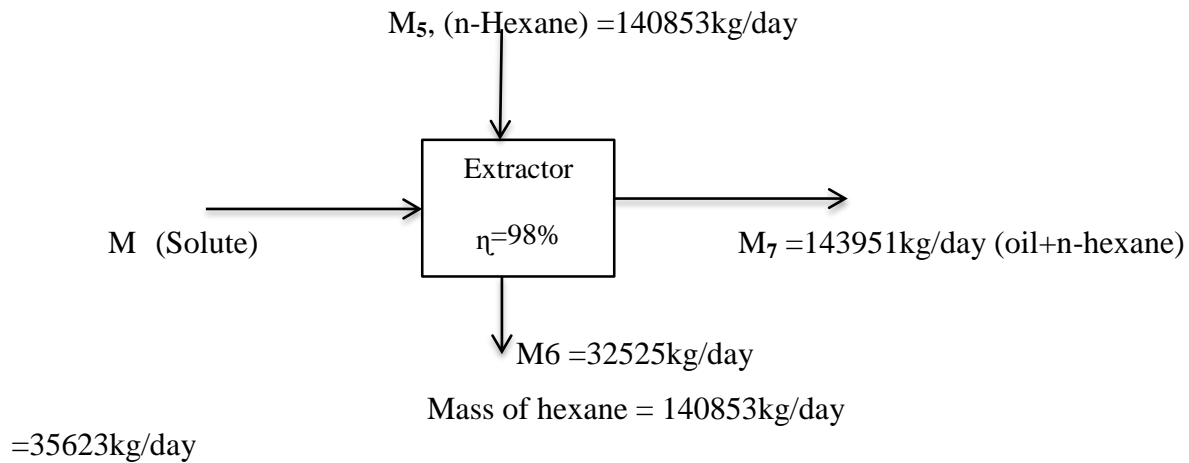 M₅, (n-Hexane) =140853kg/day
Extractor
η=98%
M (Solute)
M₇ =143951kg/day (oil+n-hexane)
M6 =32525kg/day
Mass of hexane = 140853kg/day
=35623kg/day